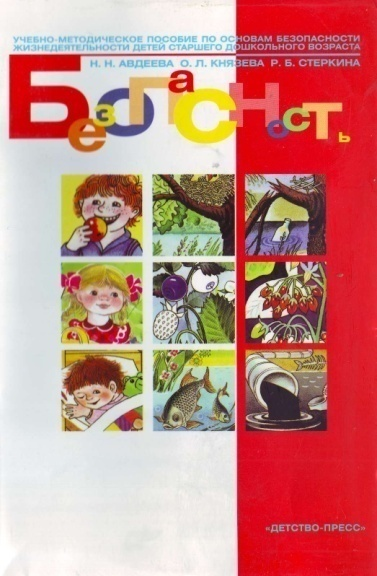 УЧЕБНО-МЕТОДИЧЕСКОЕ ПОСОБИЕ ПО ОСНОВАМ БЕЗОПАСНОСТИ
ЖИЗНЕДЕЯТЕЛЬНОСТИ ДЕТЕЙ СТАРШЕГО ДОШКОЛЬНОГО ВОЗРАСТА
Н. Н. АВДЕЕВА О. Л. КНЯЗЕВА Р. Б. СТЕРКИНА
БезОПаСНостЬ
«ДЕТСТВО-ПРЕСС»